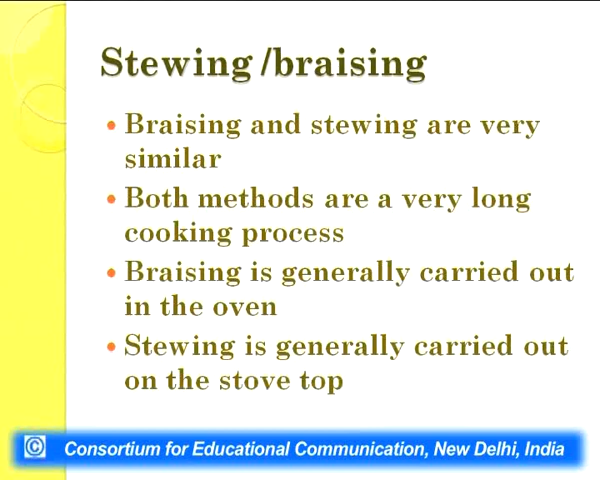 Stewing /braising
• Braising and stewing are very
similar
• Both methods are a very long
cooking process
• Braising is generally carried out
in the oven
• Stewing is generally carried out
on the stove top
© Consortium for Educational Communication, New Delhi, India